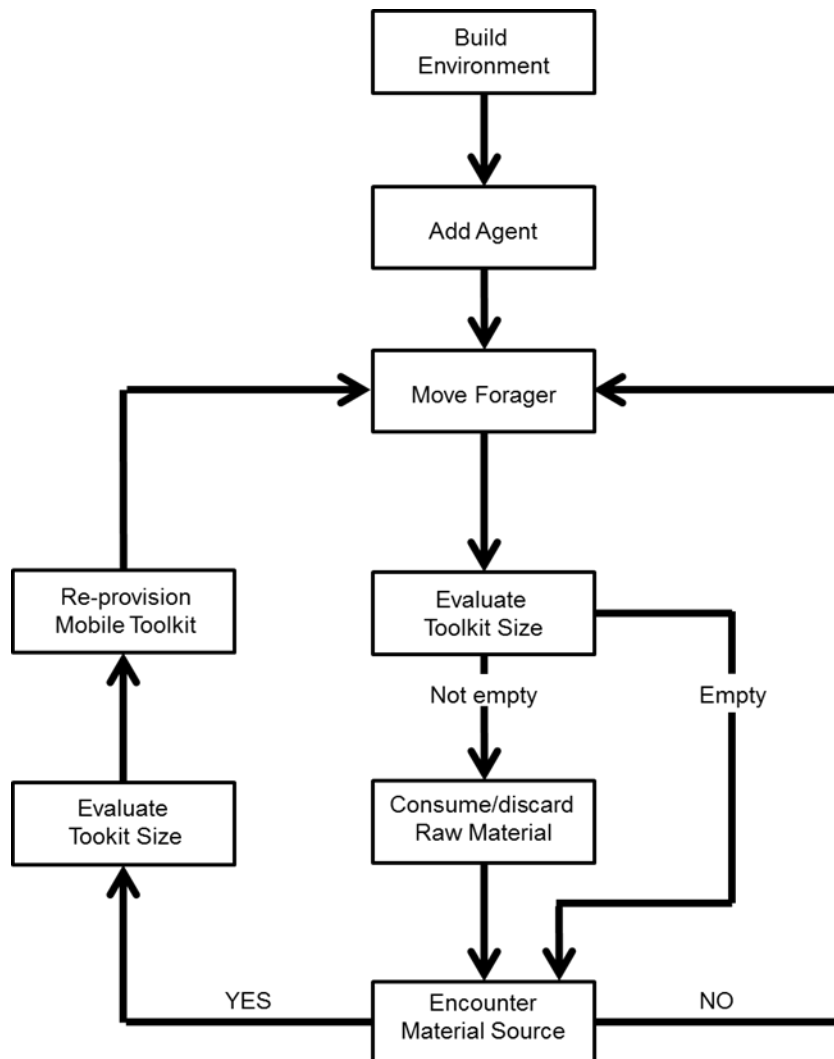 Build
Environment
Add Agent
Move Forager
Re-provision
Mobile Toolkit
Evaluate
Toolkit Size
Not empty
Empty
Evaluate
Tookit Size
Consume/discard
Raw Material
YES
Encounter
Material Source
NO